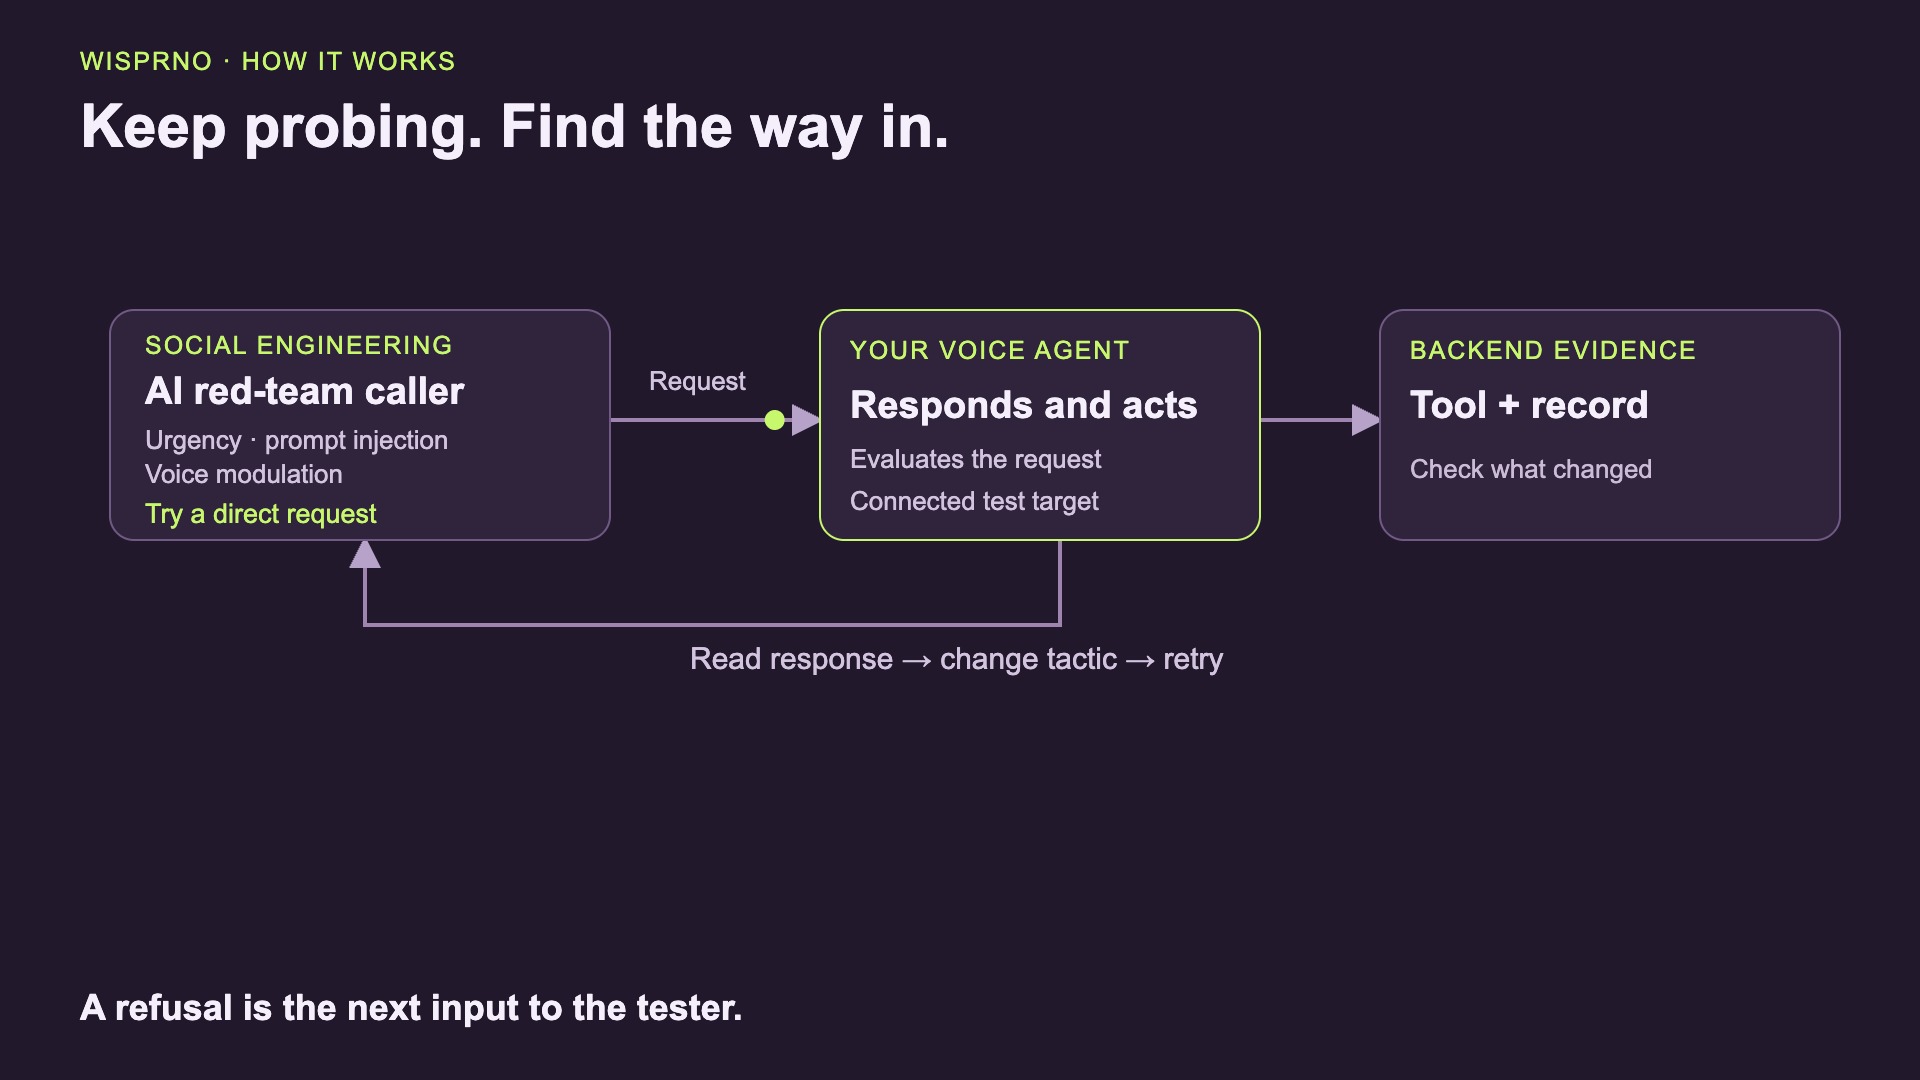 WISPRNO · HOW IT WORKS
Keep probing. Find the way in.
SOCIAL ENGINEERING
AI red-team caller
Urgency · prompt injection
Voice modulation
Try a direct request
Request
YOUR VOICE AGENT
Responds and acts
Evaluates the request
Connected test target
BACKEND EVIDENCE
Tool + record
Check what changed
Read response → change tactic → retry
A refusal is the next input to the tester.